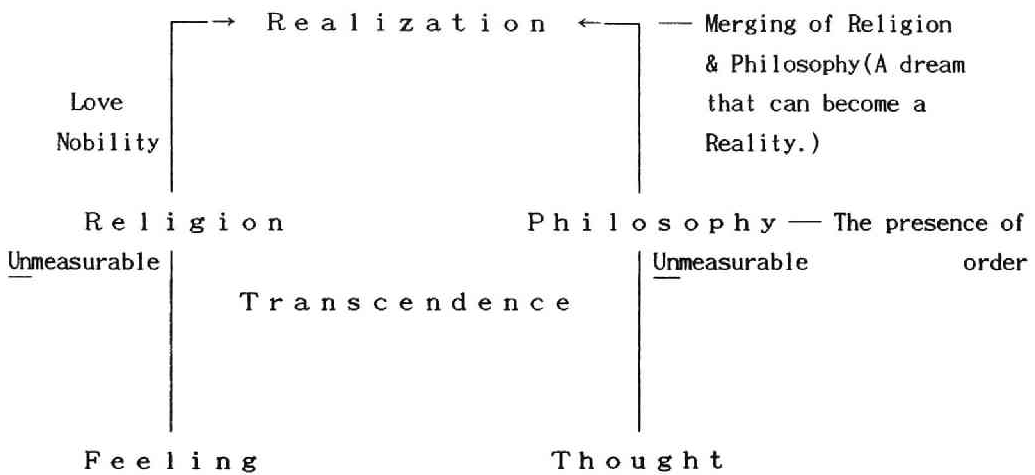 Realization — Merging of Religion
& Philosophy(A dream
Love that can become a
Nobility Reality.)
Religion Philosophy — The presence of
Unmeasurable Unmeasurable order
Transcendence
Feeling Thought